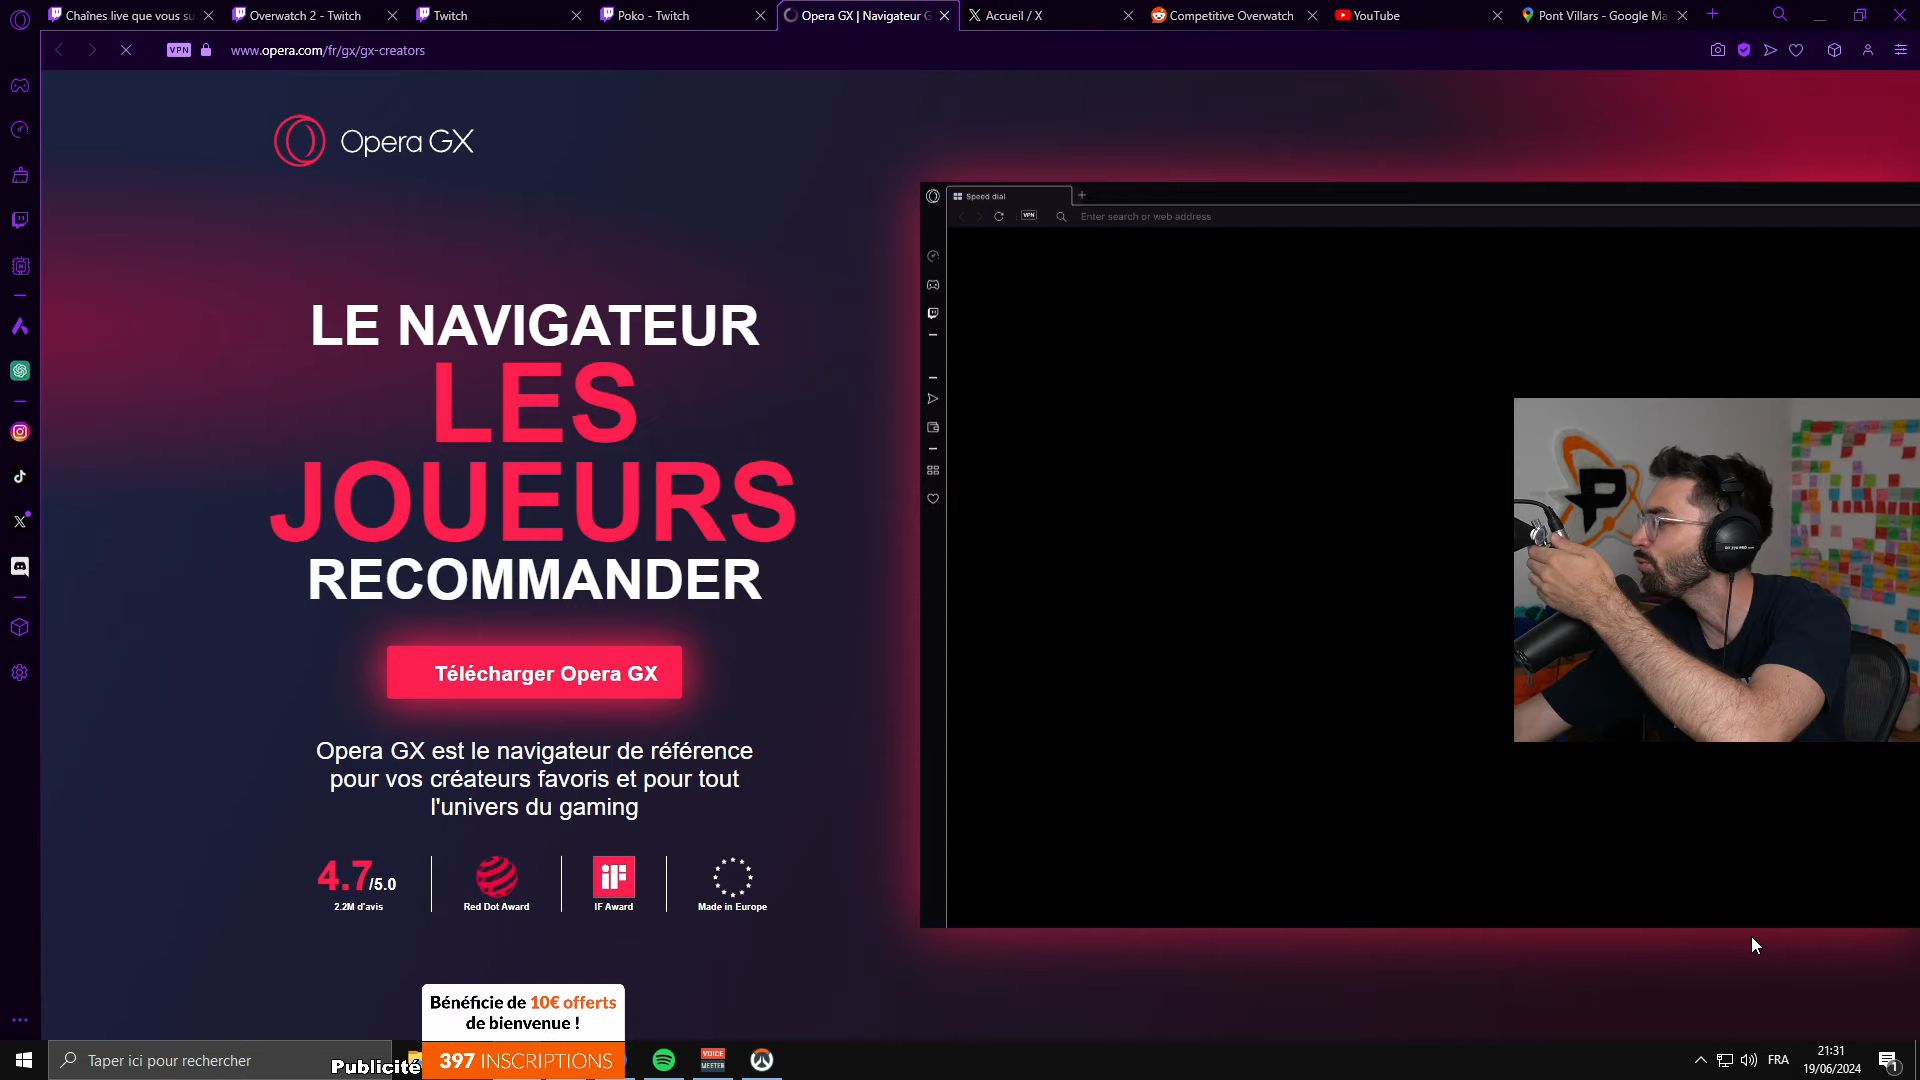 Chaînes live que vous su
Overwatch 2 - Twitch
Twitch
Poko - Twitch
Opera GX | Navigateur G
Accueil / X
Competitive Overwatch
YouTube
Pont Villars - Google Ma
VPN
www.opera.com/fr/gx/gx-creators
Opera GX
Speed dial
VPN
Enter search or web address
LE NAVIGATEUR
LES
JOUEURS
RECOMMANDER
Télécharger Opera GX
Opera GX est le navigateur de référence
pour vos créateurs favoris et pour tout
l'univers du gaming
4.7/5.0
2.2M d'avis
Red Dot Award
iF
IF Award
Made in Europe
Bénéficie de 10€ offerts
de bienvenue !
397 INSCRIPTIONS
Publicité
Taper ici pour rechercher
VOICE
MEETER
FRA
21:31
19/06/2024
1